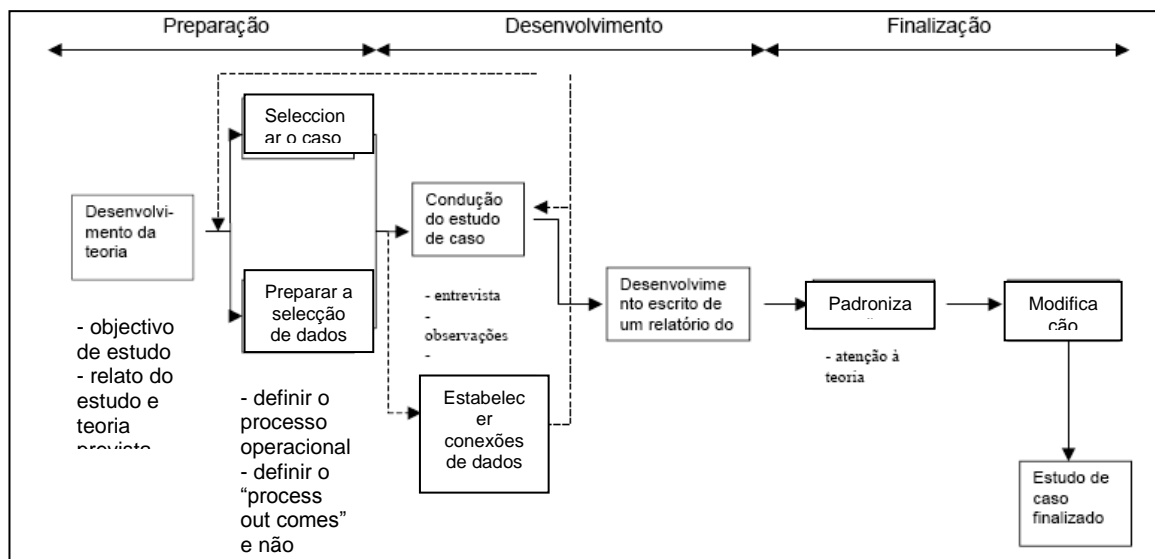 Preparação
Desenvolvimento
Finalização
Seleccion
ar o caso
Desenvolvi-
mento da
teoria
Preparar a
selecção
de dados
- objectivo
de estudo
- relato do
estudo e
teoria
prevista
- definir o
processo
operacional
- definir o
“process
out comes”
e não
Condução
do estudo
de caso
- entrevista
-
observações
-
Estabelec
er
conexões
de dados
Desenvolvime
nto escrito de
um relatório do
Padroniza
- atenção à
teoria
Modifica
ção
Estudo de
caso
finalizado